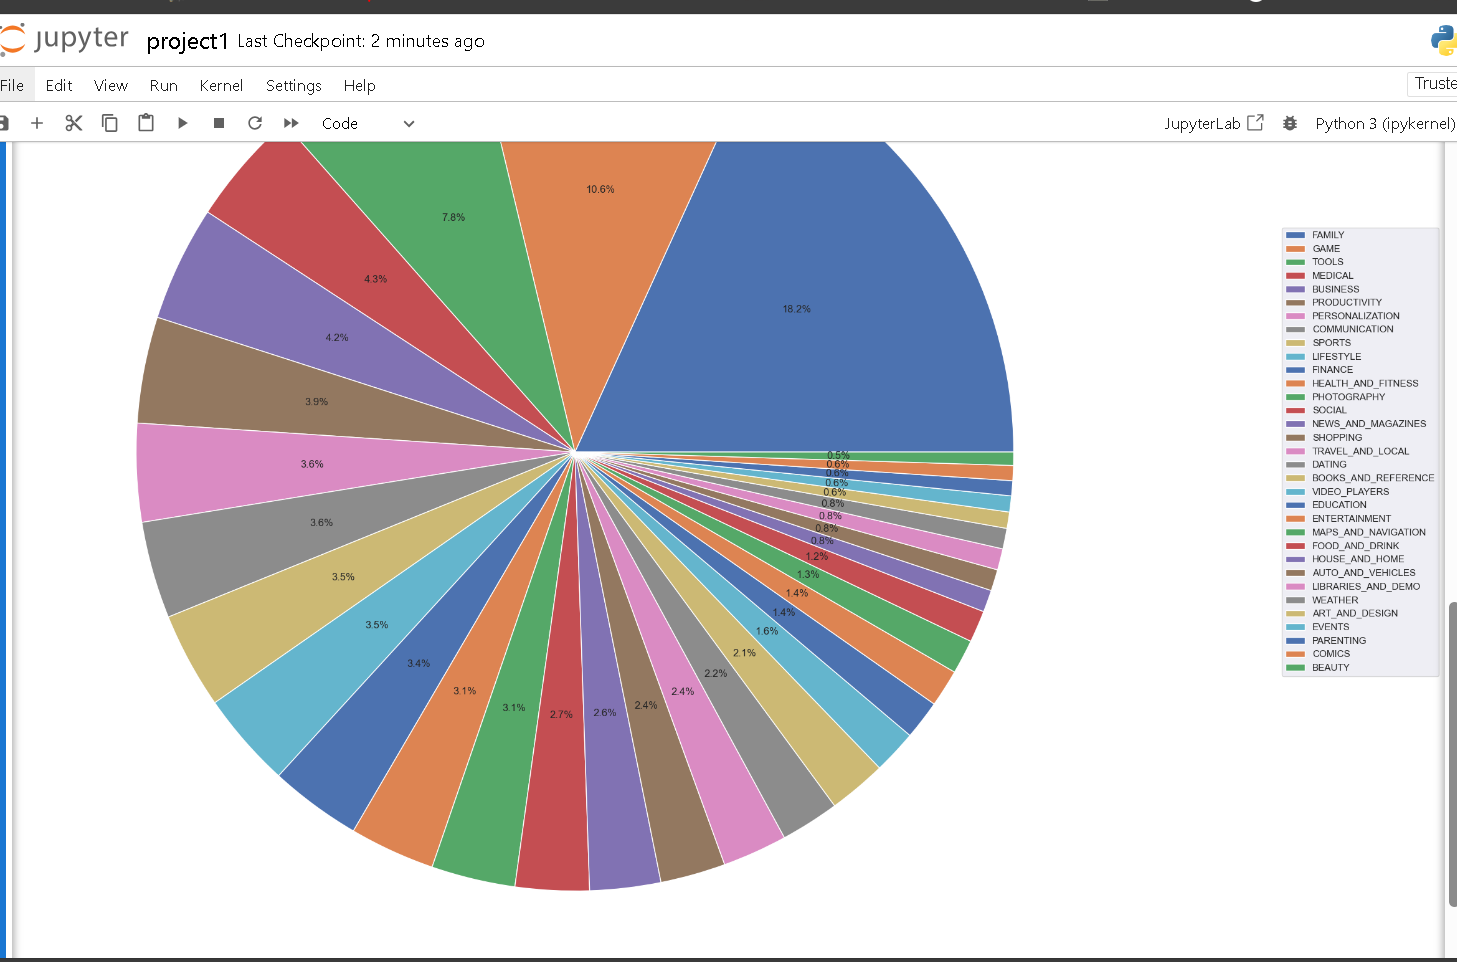 jupyter project1 Last Checkpoint: 2 minutes ago
File Edit View Run Kernel Settings Help
Code JupyterLab Python 3 (ipykernel)
10.6%
7.8%
4.3%
18.2%
4.2%
3.9%
3.6%
3.6%
3.5%
3.5%
3.4%
3.1%
3.1%
2.7%
2.6%
2.4%
2.4%
2.2%
2.1%
1.6%
1.4%
1.4%
1.3%
1.2%
0.8%
0.8%
0.8%
0.8%
0.6%
0.6%
0.6%
0.6%
0.5%
FAMILY
GAME
TOOLS
MEDICAL
BUSINESS
PRODUCTIVITY
PERSONALIZATION
COMMUNICATION
SPORTS
LIFESTYLE
FINANCE
HEALTH_AND_FITNESS
PHOTOGRAPHY
SOCIAL
NEWS_AND_MAGAZINES
SHOPPING
TRAVEL_AND_LOCAL
DATING
BOOKS_AND_REFERENCE
VIDEO_PLAYERS
EDUCATION
ENTERTAINMENT
MAPS_AND_NAVIGATION
FOOD_AND_DRINK
HOUSE_AND_HOME
AUTO_AND_VEHICLES
LIBRARIES_AND_DEMO
WEATHER
ART_AND_DESIGN
EVENTS
PARENTING
COMICS
BEAUTY